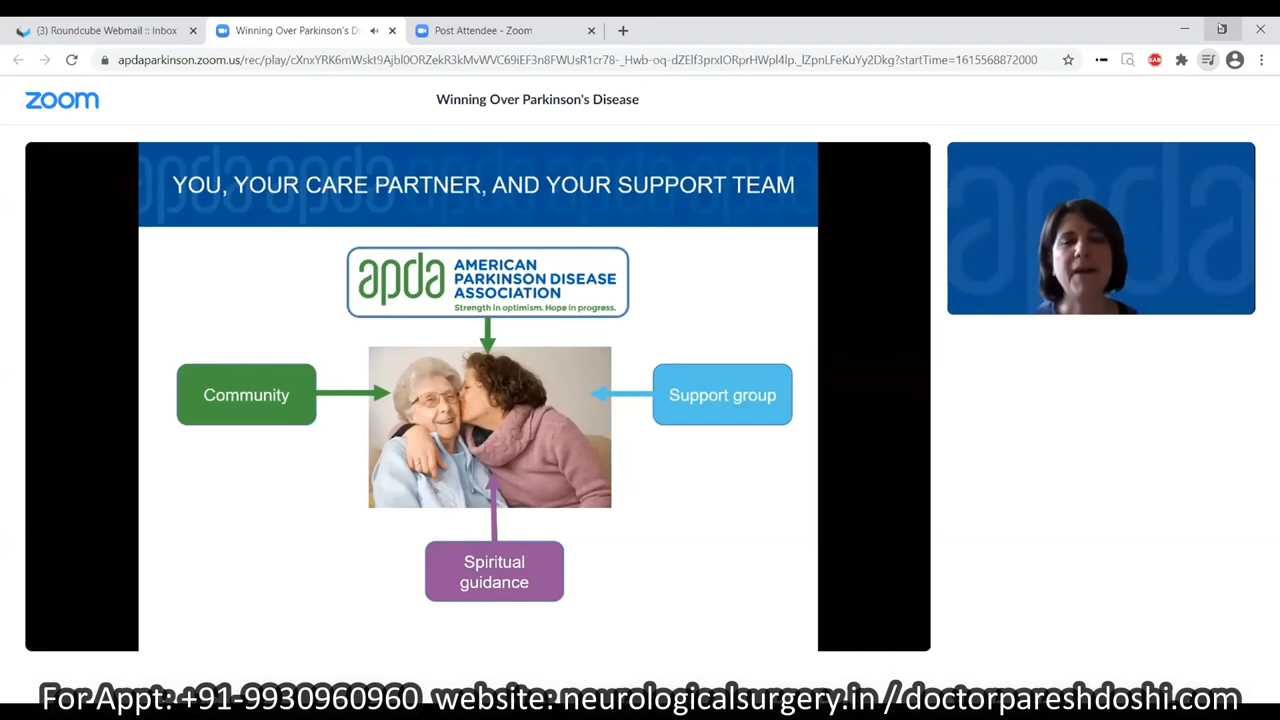 (3) Roundcube Webmail :: Inbox
Winning Over Parkinson's D
Post Attendee - Zoom
apdaparkinson.zoom.us/rec/play/cXnxYRK6mWskt9Ajbl0ORZekRckMvWVC69iEF3n8FWUsR1cr78-_Hwb-oq-dZElf3prxIORprHWpl4lp._lZpnLFeKuYy2Dkg?startTime=1615568872000
zoom
Winning Over Parkinson's Disease
YOU, YOUR CARE PARTNER, AND YOUR SUPPORT TEAM
apda
AMERICAN
PARKINSON DISEASE
ASSOCIATION
Strength in optimism. Hope in progress.
Community
Support group
Spiritual
guidance
apda
For Appt: +91-9930960960 website: neurologicalsurgery.in / doctorpareshdoshi.com